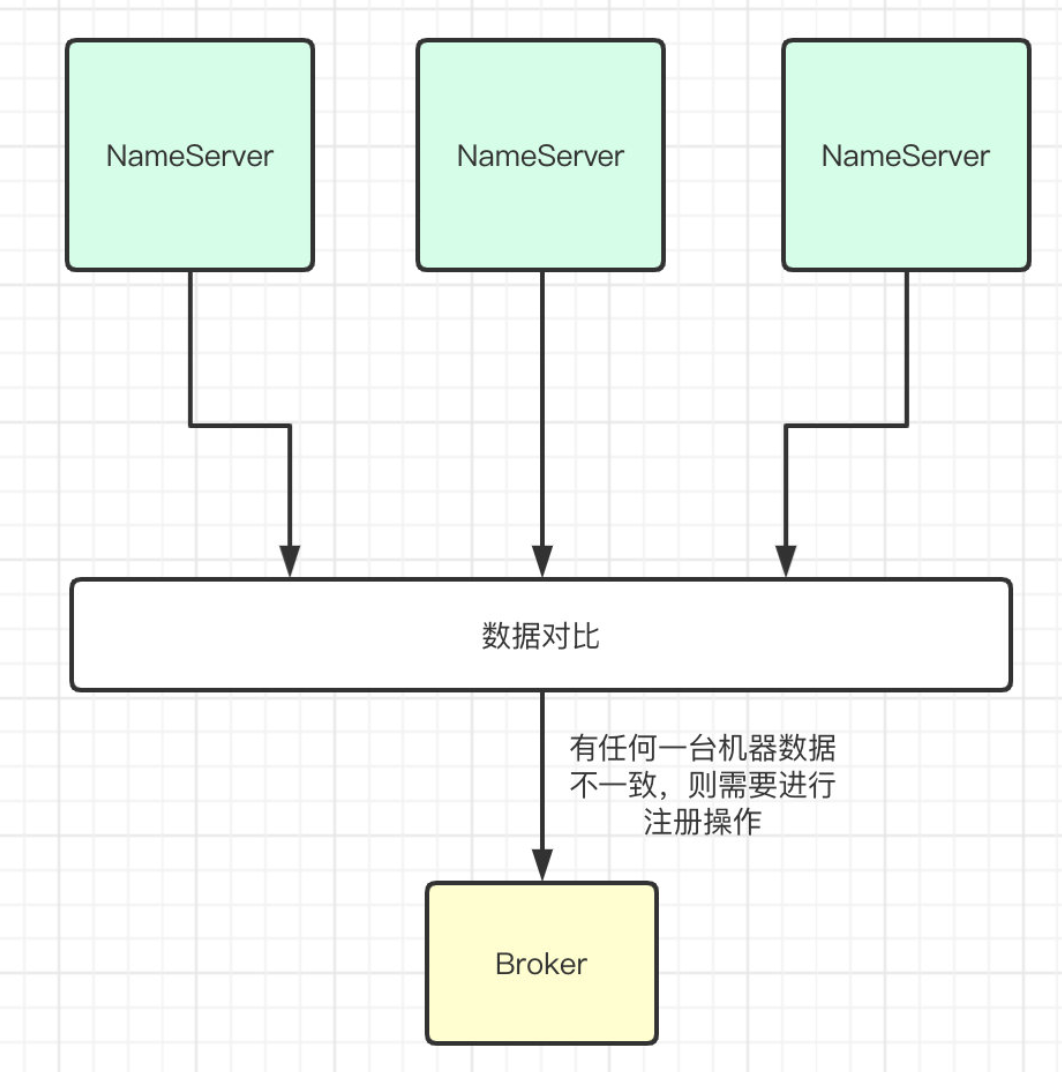 NameServer
NameServer
NameServer
数据对比
有任何一台机器数据
不一致，则需要进行
注册操作
Broker